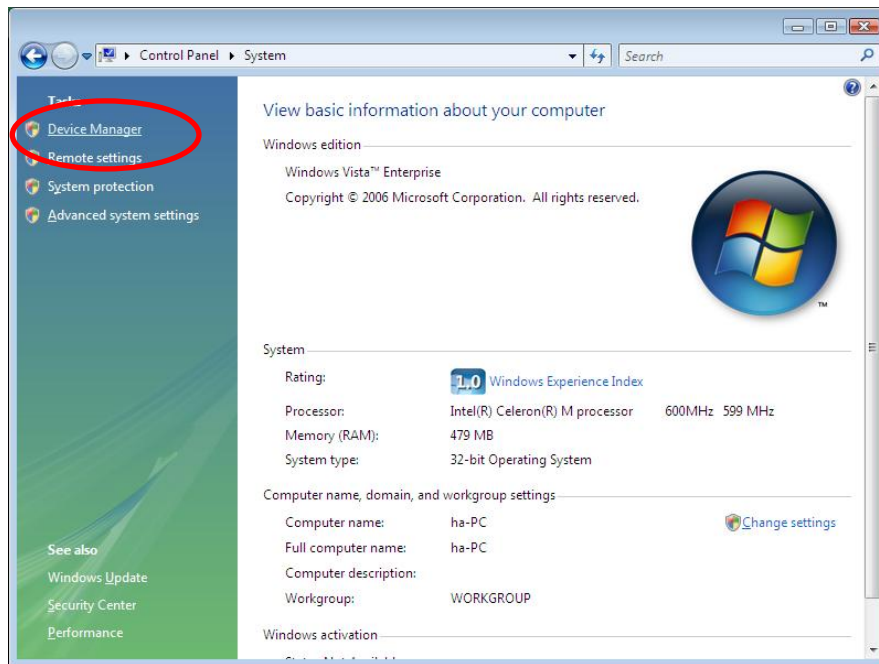 Control Panel ▸ System
Search
Tasks
Device Manager
Remote settings
System protection
Advanced system settings
View basic information about your computer
Windows edition
Windows Vista™ Enterprise
Copyright © 2006 Microsoft Corporation. All rights reserved.
TM
System
Rating: 1.0 Windows Experience Index
Processor: Intel(R) Celeron(R) M processor 600MHz 599 MHz
Memory (RAM): 479 MB
System type: 32-bit Operating System
Computer name, domain, and workgroup settings
Computer name: ha-PC Change settings
Full computer name: ha-PC
Computer description:
Workgroup: WORKGROUP
Windows activation
See also
Windows Update
Security Center
Performance